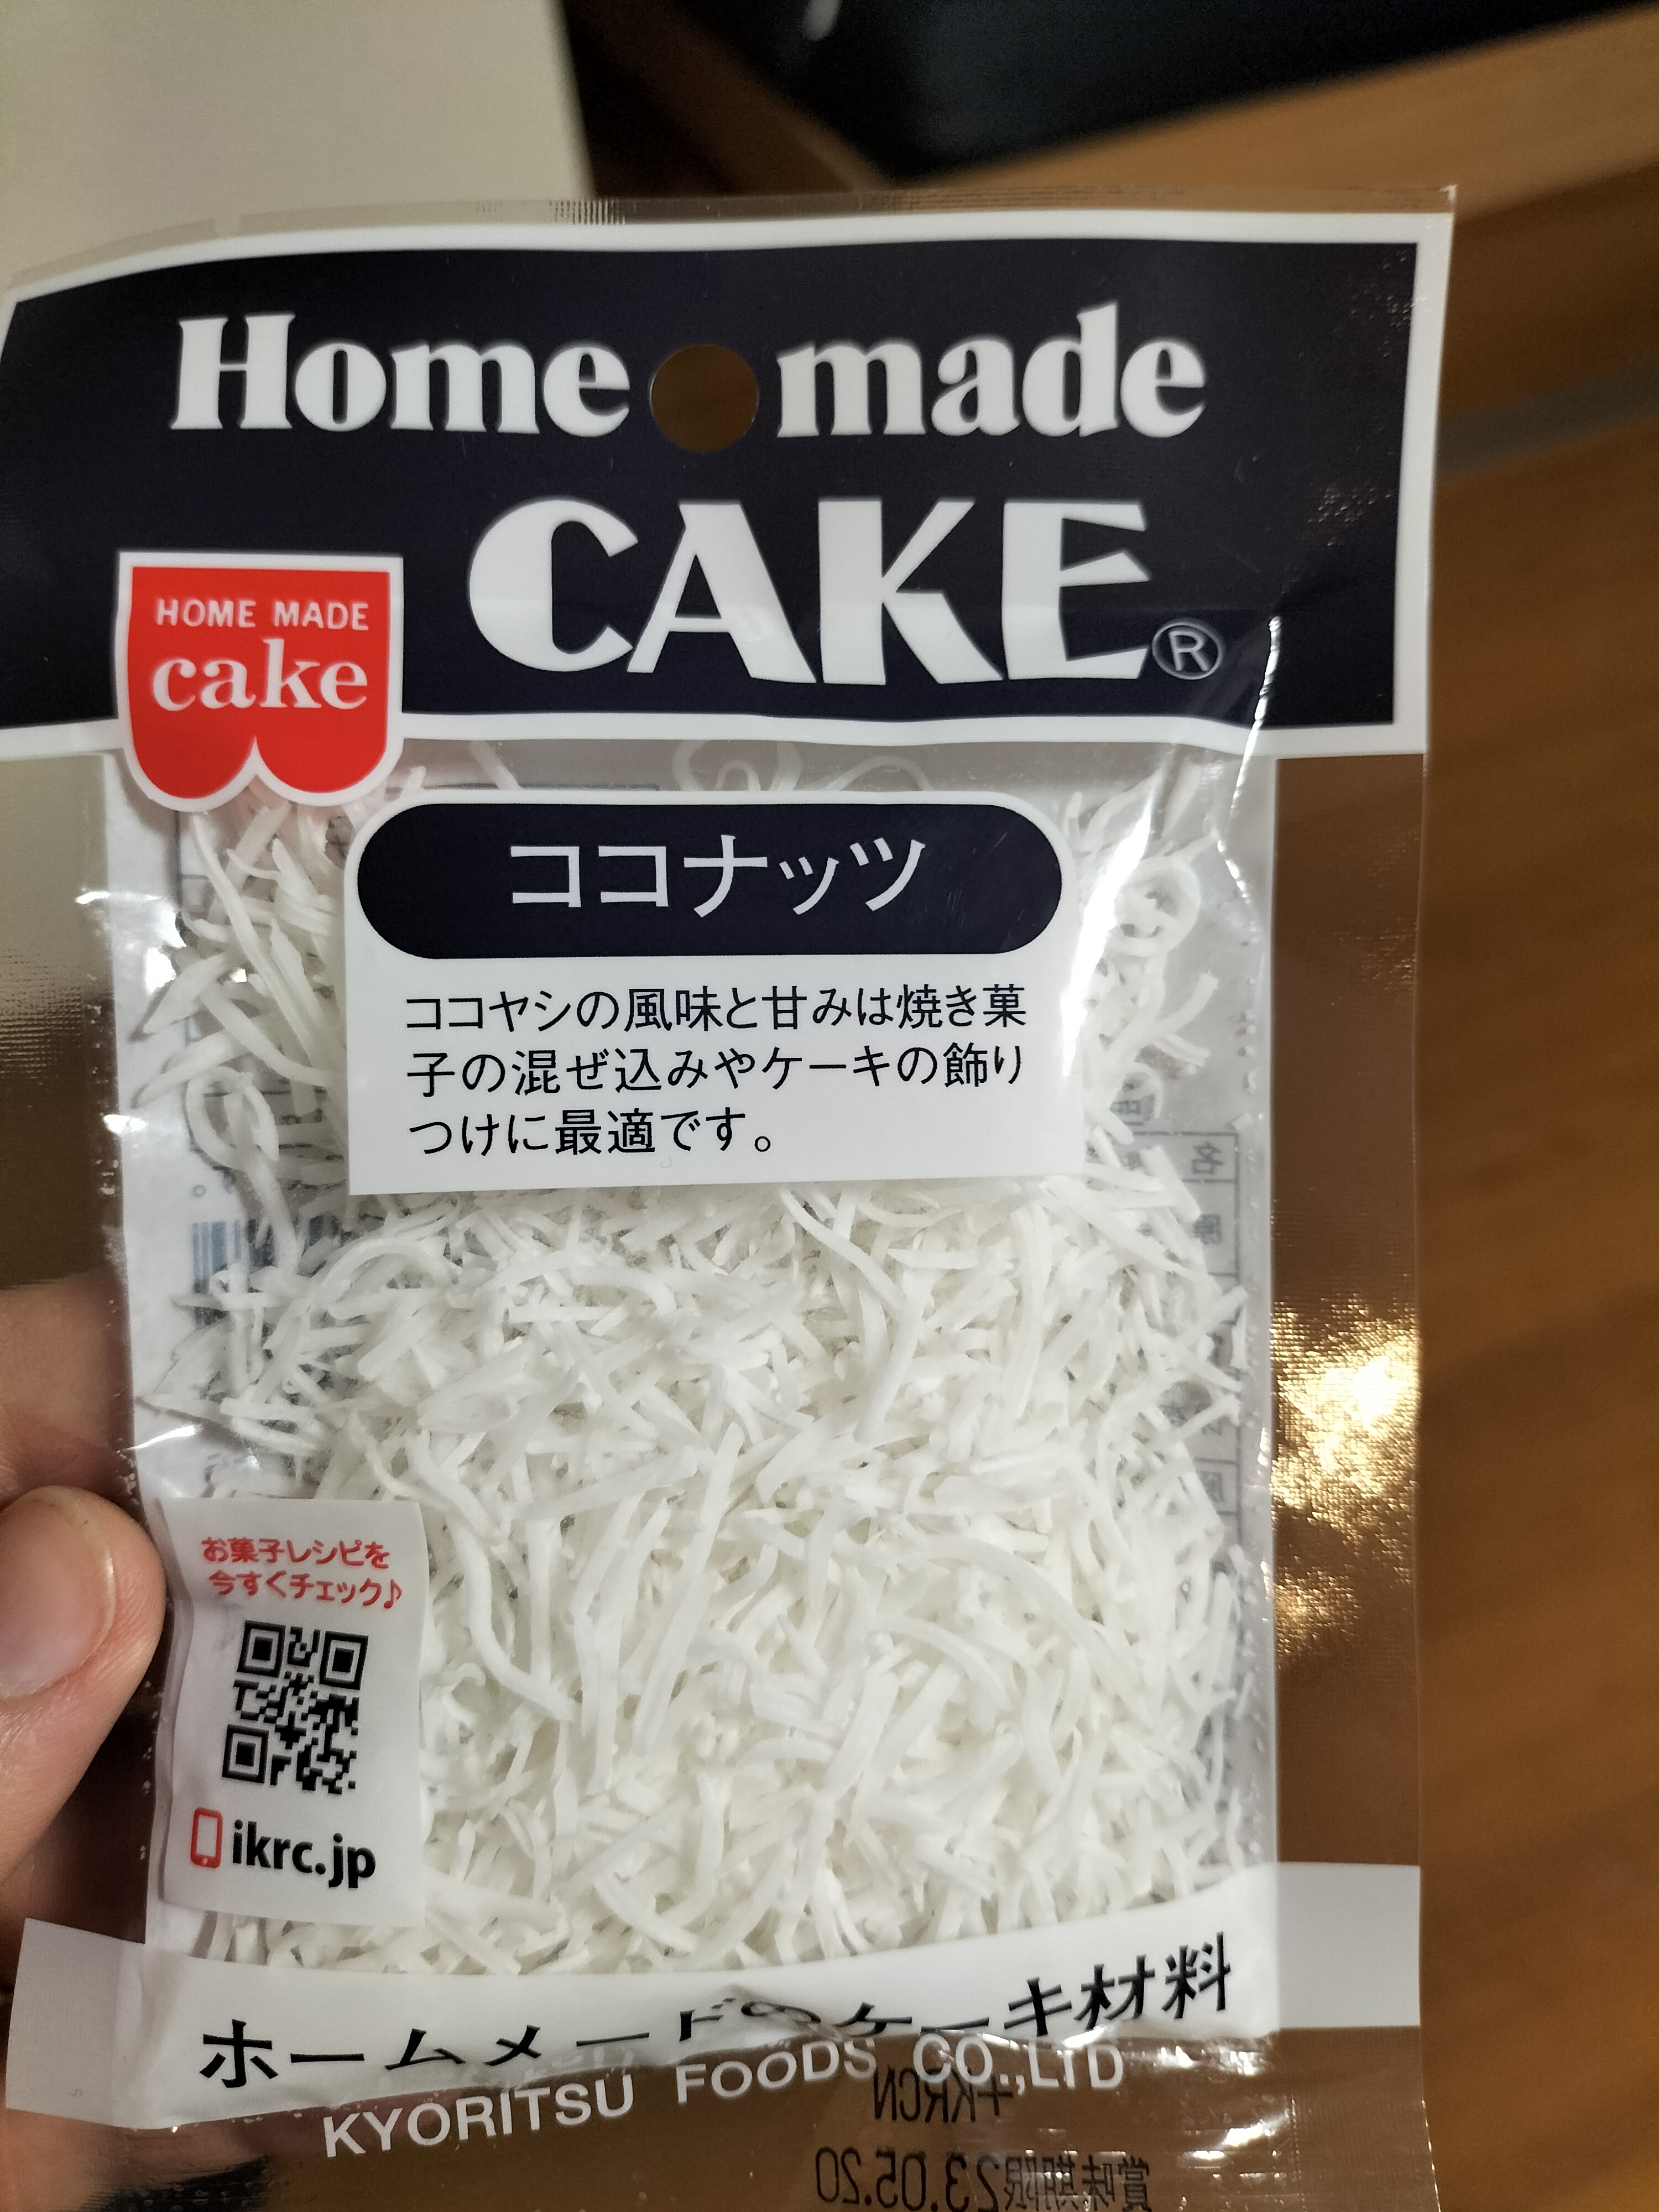 Home made
CAKE®
HOME MADE
cake
ココナッツ
ココヤシの風味と甘みは焼き菓
子の混ぜ込みやケーキの飾り
つけに最適です。
名
お菓子レシピを
今すぐチェック♪
ikrc.jp
ホームメードのケーキ材料
KYORITSU FOODS CO.,LTD
+KRCN
賞味期限23.05.20